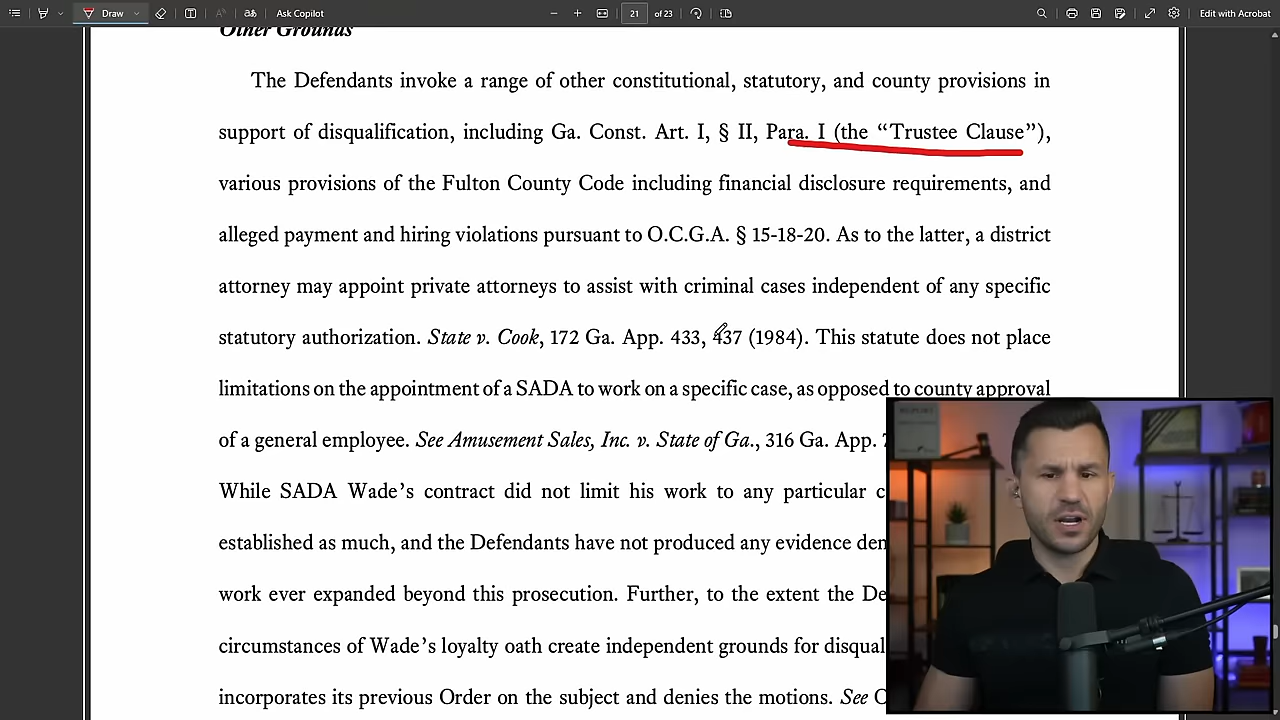 Draw
Ask Copilot
21 of 23
Edit with Acrobat
Other Grounds
The Defendants invoke a range of other constitutional, statutory, and county provisions in
support of disqualification, including Ga. Const. Art. I, § II, Para. I (the “Trustee Clause”),
various provisions of the Fulton County Code including financial disclosure requirements, and
alleged payment and hiring violations pursuant to O.C.G.A. § 15-18-20. As to the latter, a district
attorney may appoint private attorneys to assist with criminal cases independent of any specific
statutory authorization. State v. Cook, 172 Ga. App. 433, 437 (1984). This statute does not place
limitations on the appointment of a SADA to work on a specific case, as opposed to county approval
of a general employee. See Amusement Sales, Inc. v. State of Ga., 316 Ga. App.
While SADA Wade’s contract did not limit his work to any particular
established as much, and the Defendants have not produced any evidence
work ever expanded beyond this prosecution. Further, to the extent the
circumstances of Wade’s loyalty oath create independent grounds for
incorporates its previous Order on the subject and denies the motions. See